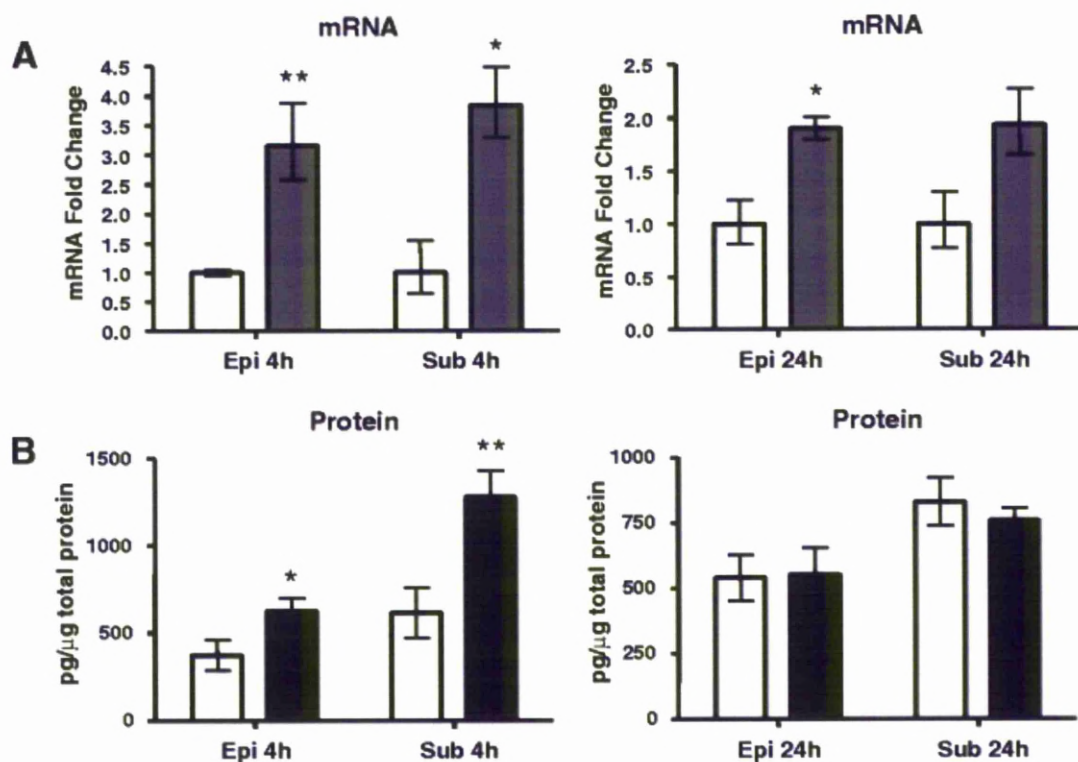 A
mRNA
mRNA Fold Change
4.5
4.0
3.5
3.0
2.5
2.0
1.5
1.0
0.5
0.0
**
*
Epi 4h
Sub 4h
mRNA
mRNA Fold Change
2.5
2.0
1.5
1.0
0.5
0.0
*
Epi 24h
Sub 24h
B
Protein
pg/µg total protein
1500
1000
500
0
*
**
Epi 4h
Sub 4h
Protein
pg/µg total protein
1000
750
500
250
0
Epi 24h
Sub 24h